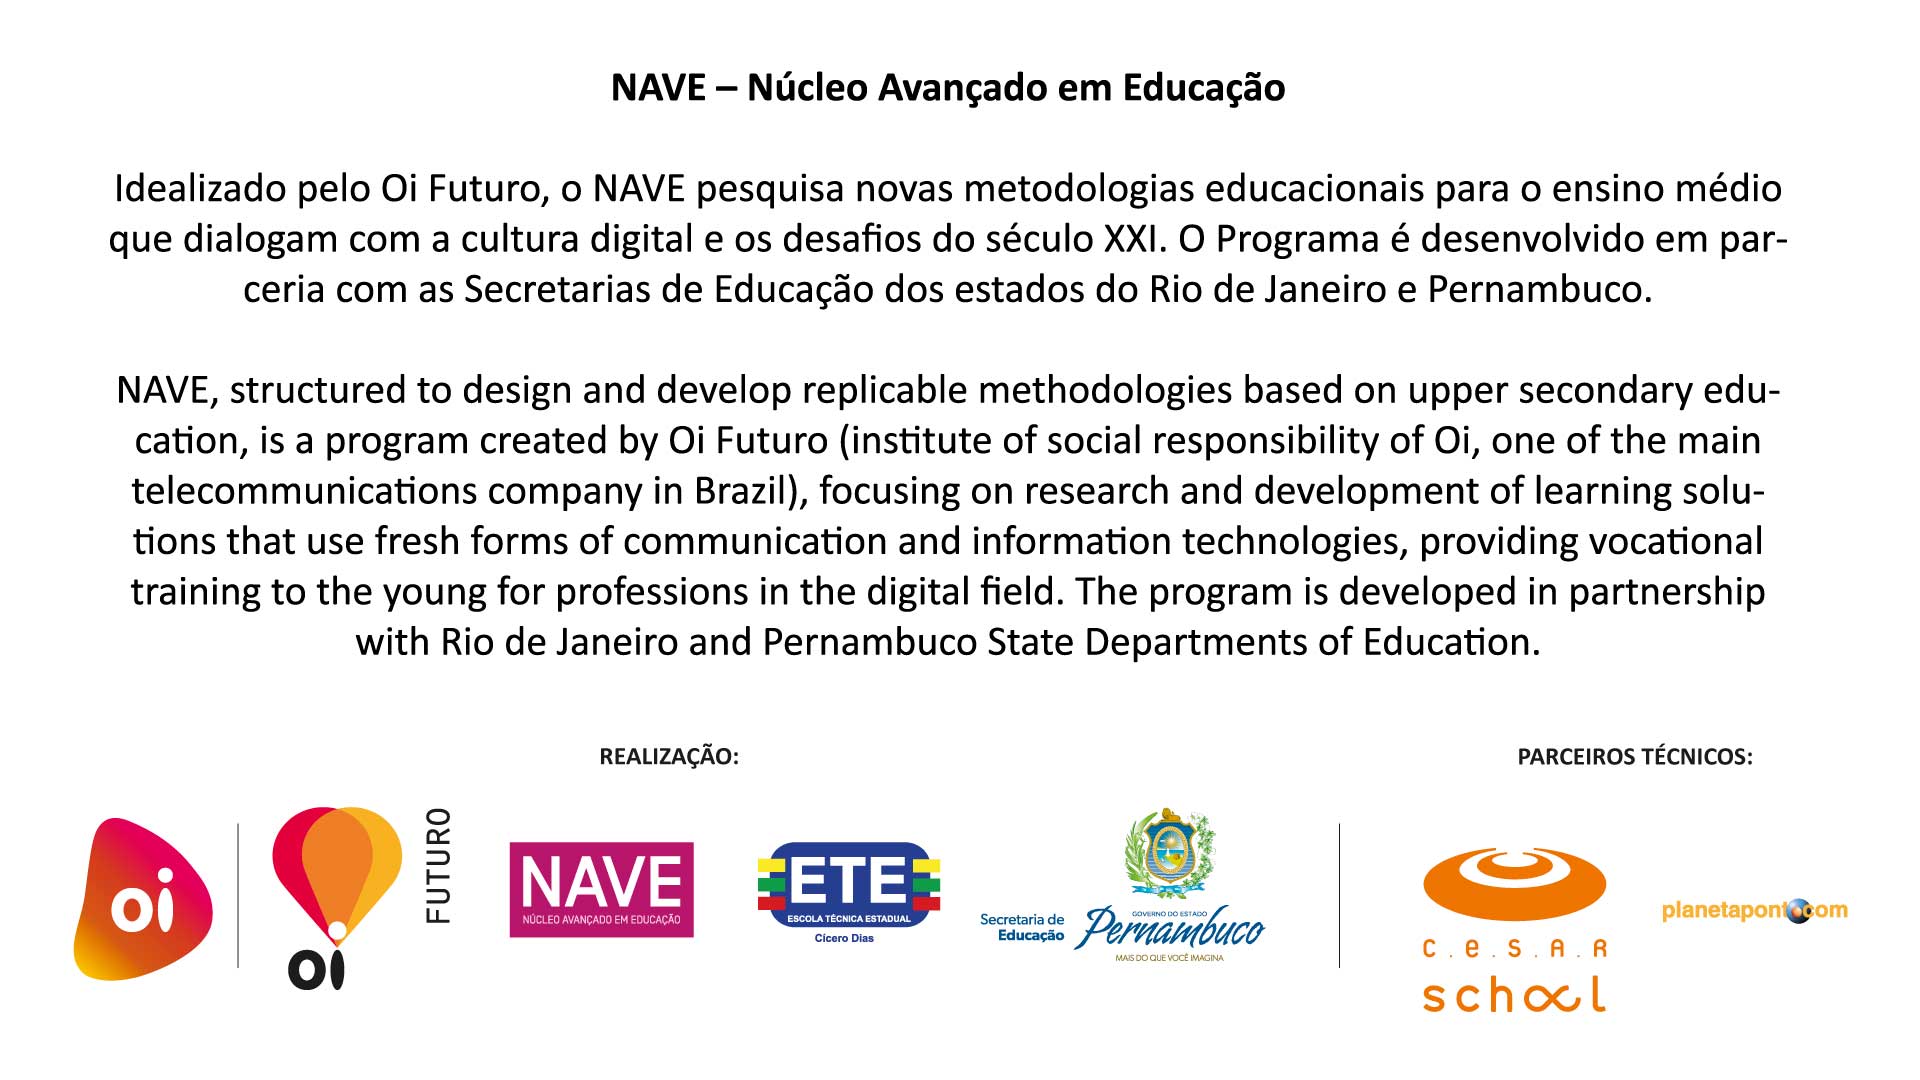 NAVE – Núcleo Avançado em Educação
Idealizado pelo Oi Futuro, o NAVE pesquisa novas metodologias educacionais para o ensino médio
que dialogam com a cultura digital e os desafios do século XXI. O Programa é desenvolvido em par-
ceria com as Secretarias de Educação dos estados do Rio de Janeiro e Pernambuco.
NAVE, structured to design and develop replicable methodologies based on upper secondary edu-
cation, is a program created by Oi Futuro (institute of social responsibility of Oi, one of the main
telecommunications company in Brazil), focusing on research and development of learning solu-
tions that use fresh forms of communication and information technologies, providing vocational
training to the young for professions in the digital field. The program is developed in partnership
with Rio de Janeiro and Pernambuco State Departments of Education.
REALIZAÇÃO:
PARCEIROS TÉCNICOS:
oi
oi
FUTURO
NAVE
NÚCLEO AVANÇADO EM EDUCAÇÃO
ETE
ESCOLA TÉCNICA ESTADUAL
Cícero Dias
Secretaria de
Educação
GOVERNO DO ESTADO
Pernambuco
MAIS DO QUE VOCÊ IMAGINA
C.e.S.A.R
school
planetaponto.com